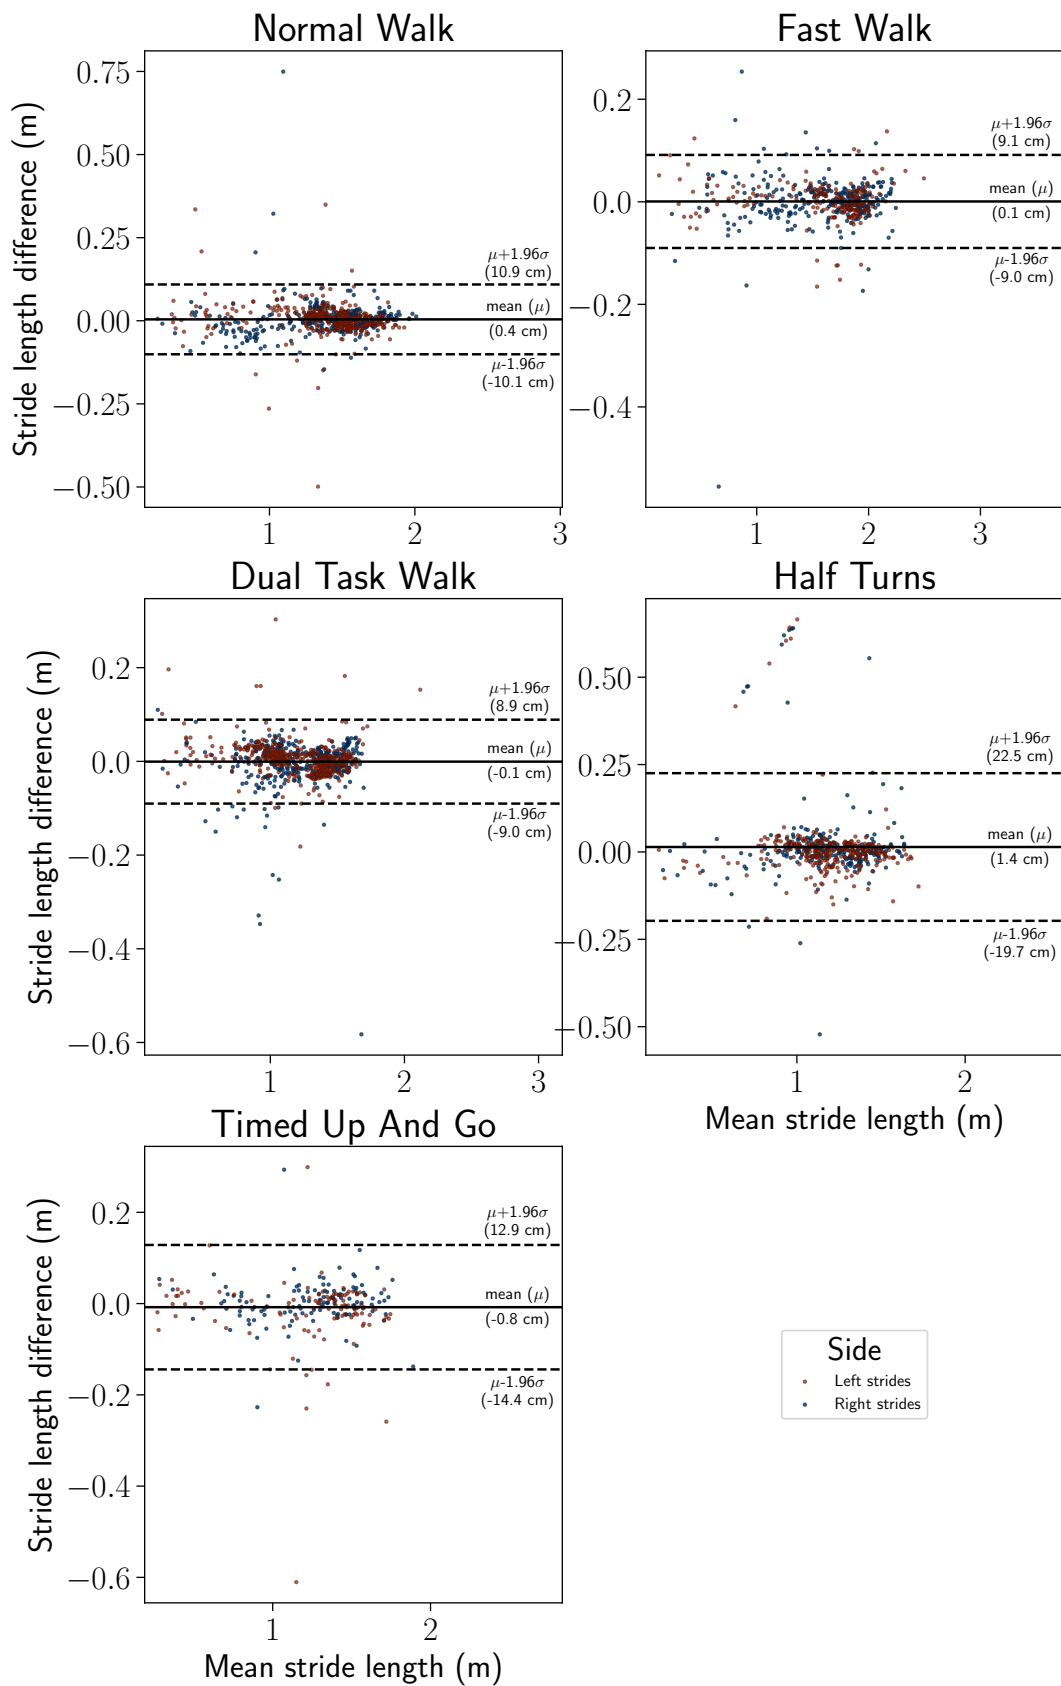 Normal Walk
Stride length difference (m)
0.75
0.50
0.25
0.00
−0.25
−0.50
μ+1.96σ
(10.9 cm)
mean (μ)
(0.4 cm)
μ-1.96σ
(-10.1 cm)
1
2
3
Fast Walk
0.2
0.0
−0.2
−0.4
μ+1.96σ
(9.1 cm)
mean (μ)
(0.1 cm)
μ-1.96σ
(-9.0 cm)
1
2
3
Dual Task Walk
Stride length difference (m)
0.2
0.0
−0.2
−0.4
−0.6
μ+1.96σ
(8.9 cm)
mean (μ)
(-0.1 cm)
μ-1.96σ
(-9.0 cm)
1
2
3
Half Turns
0.50
0.25
0.00
−0.25
−0.50
μ+1.96σ
(22.5 cm)
mean (μ)
(1.4 cm)
μ-1.96σ
(-19.7 cm)
1
2
Mean stride length (m)
Timed Up And Go
Stride length difference (m)
0.2
0.0
−0.2
−0.4
−0.6
μ+1.96σ
(12.9 cm)
mean (μ)
(-0.8 cm)
μ-1.96σ
(-14.4 cm)
1
2
Mean stride length (m)
Side
Left strides
Right strides